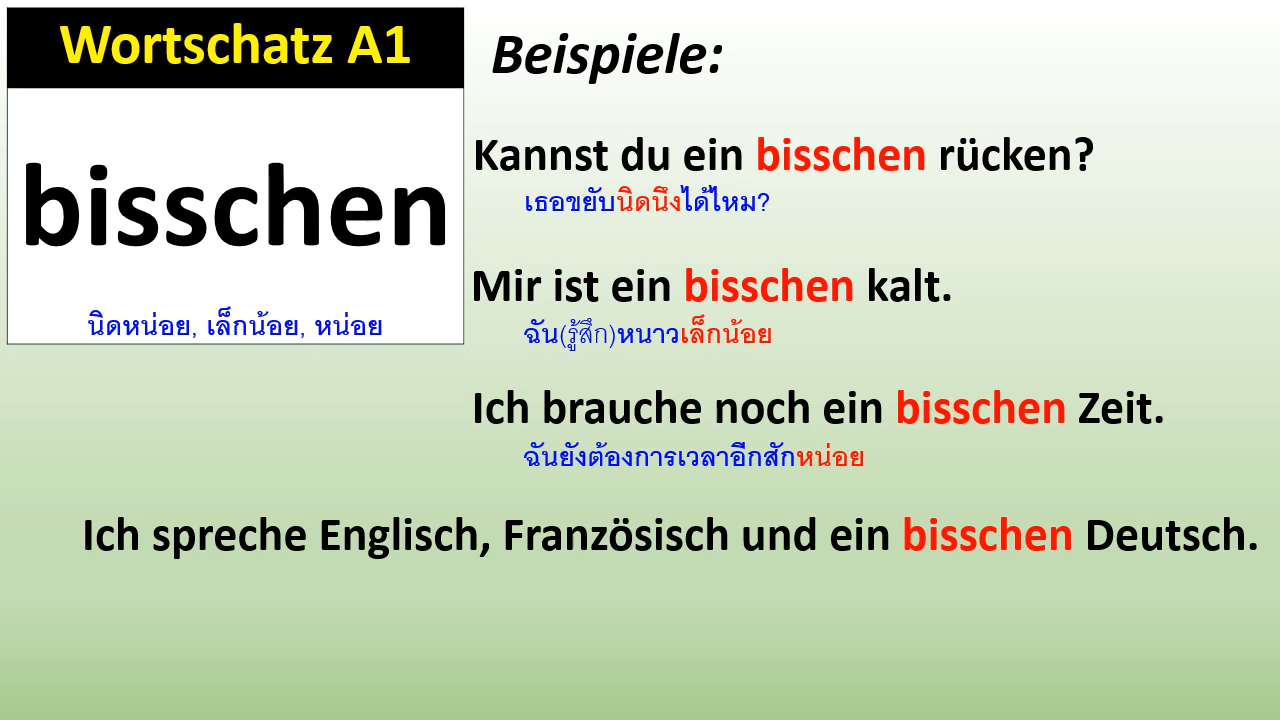 Wortschatz A1
bisschen
นิดหน่อย, เล็กน้อย, หน่อย
Beispiele:
Kannst du ein bisschen rücken?
เธอขยับนิดนึงได้ไหม?
Mir ist ein bisschen kalt.
ฉัน(รู้สึก)หนาวเล็กน้อย
Ich brauche noch ein bisschen Zeit.
ฉันยังต้องการเวลาอีกสักหน่อย
Ich spreche Englisch, Französisch und ein bisschen Deutsch.